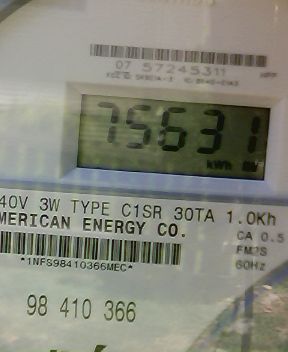 07 57245311
75631
kWh
40V 3W TYPE C1SR 30TA 1.0Kh
MERICAN ENERGY CO.
CA 0.5
FM2S
60Hz
*1NFS98410366MEC*
98 410 366